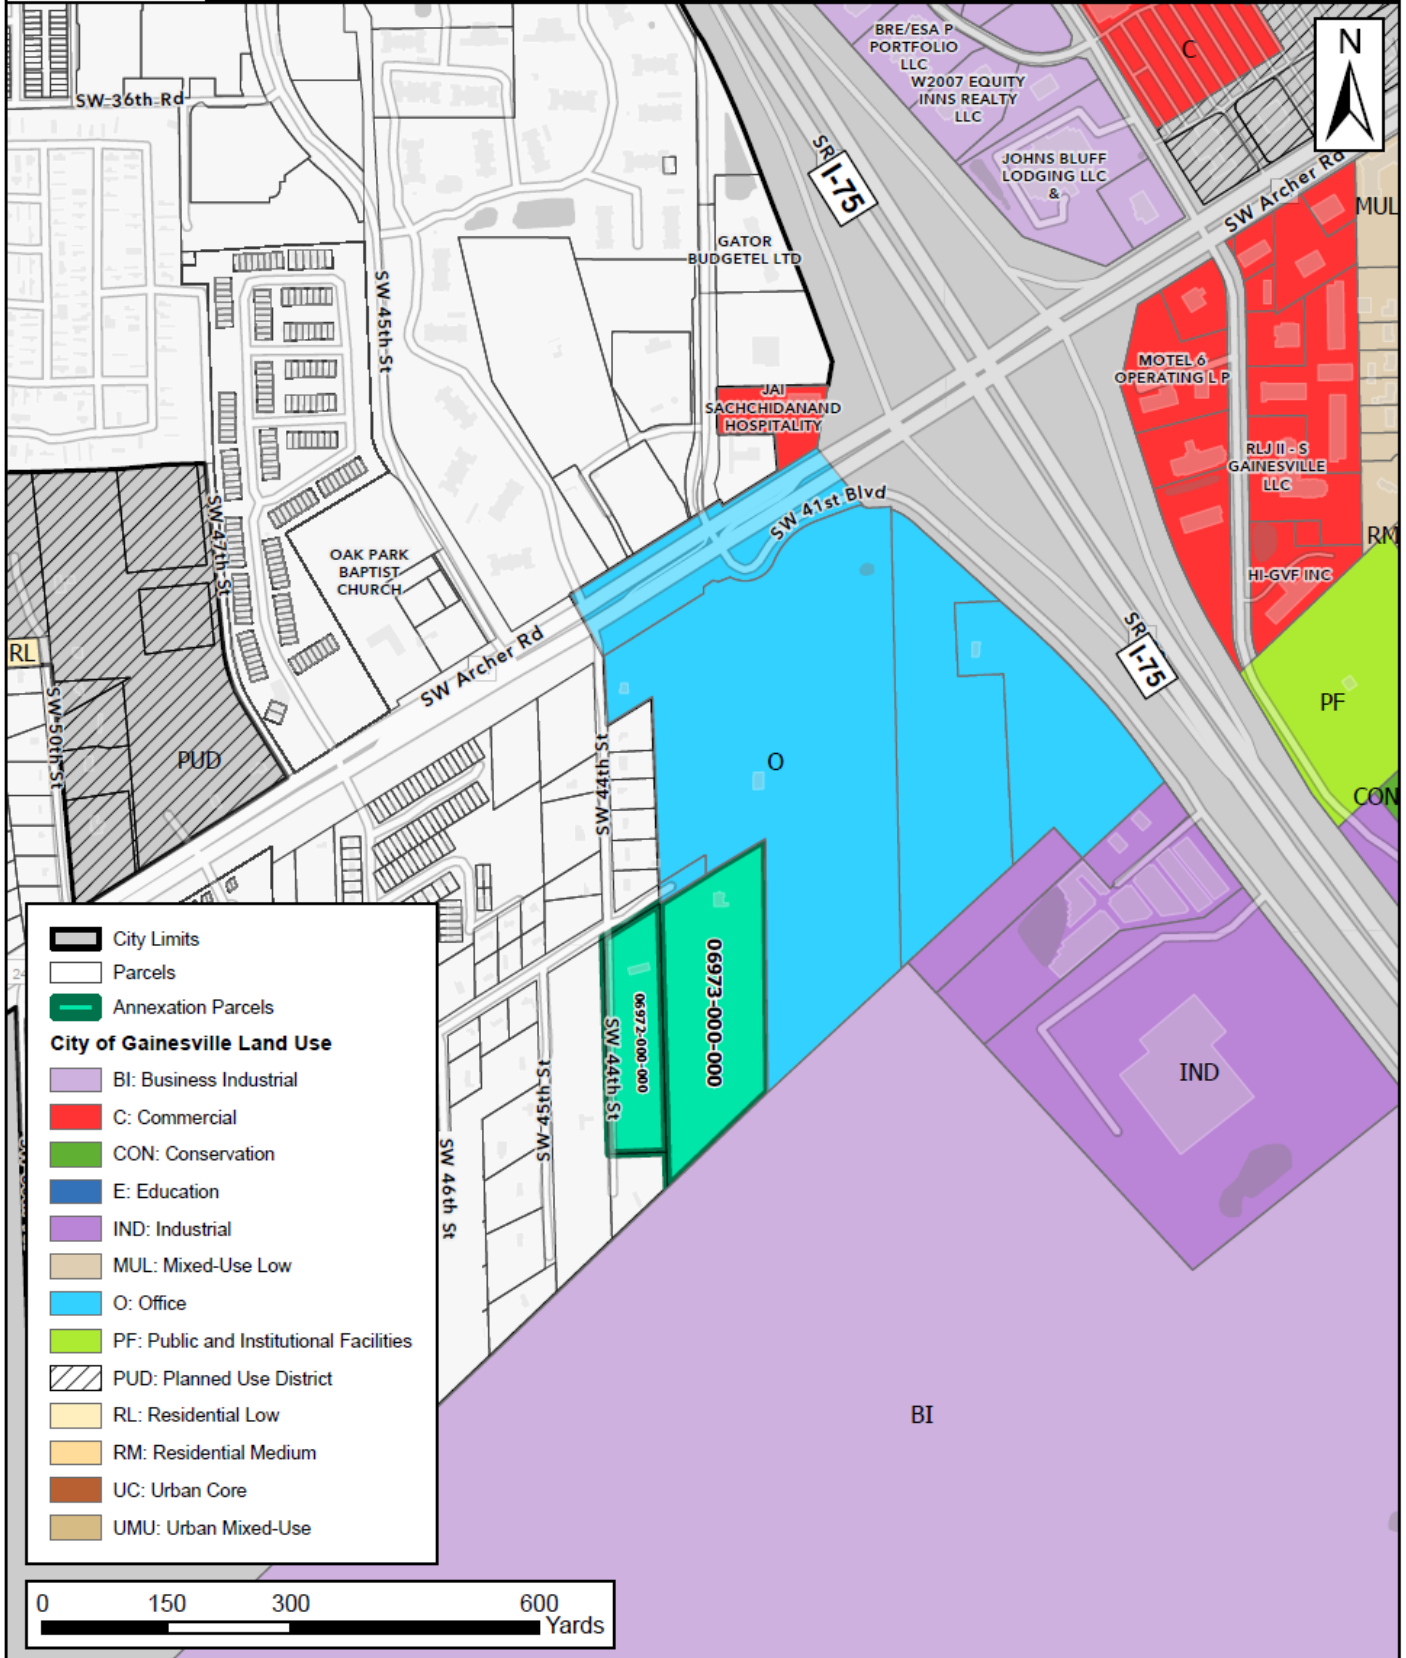 BRE/ESA P
PORTFOLIO
LLC
W2007 EQUITY
INNS REALTY
LLC
C
N
SW 36th Rd
SR
I-75
JOHNS BLUFF
LODGING LLC
&
SW Archer Rd
MUL
GATOR
BUDGETEL LTD
SW 45th St
MOTEL 6
OPERATING L P
JAI
SACHCHIDANAND
HOSPITALITY
RLJ II - S
GAINESVILLE
LLC
SW 41st Blvd
SW 47th St
RM
OAK PARK
BAPTIST
CHURCH
HI-GVF INC
SR
I-75
RL
SW Archer Rd
SW 50th St
PF
PUD
O
SW 44th St
CON
06973-000-000
06972-000-000
SW 44th St
SW 45th St
SW 46th St
IND
BI
24
City Limits
Parcels
Annexation Parcels
City of Gainesville Land Use
BI: Business Industrial
C: Commercial
CON: Conservation
E: Education
IND: Industrial
MUL: Mixed-Use Low
O: Office
PF: Public and Institutional Facilities
PUD: Planned Use District
RL: Residential Low
RM: Residential Medium
UC: Urban Core
UMU: Urban Mixed-Use
0 150 300 600
Yards